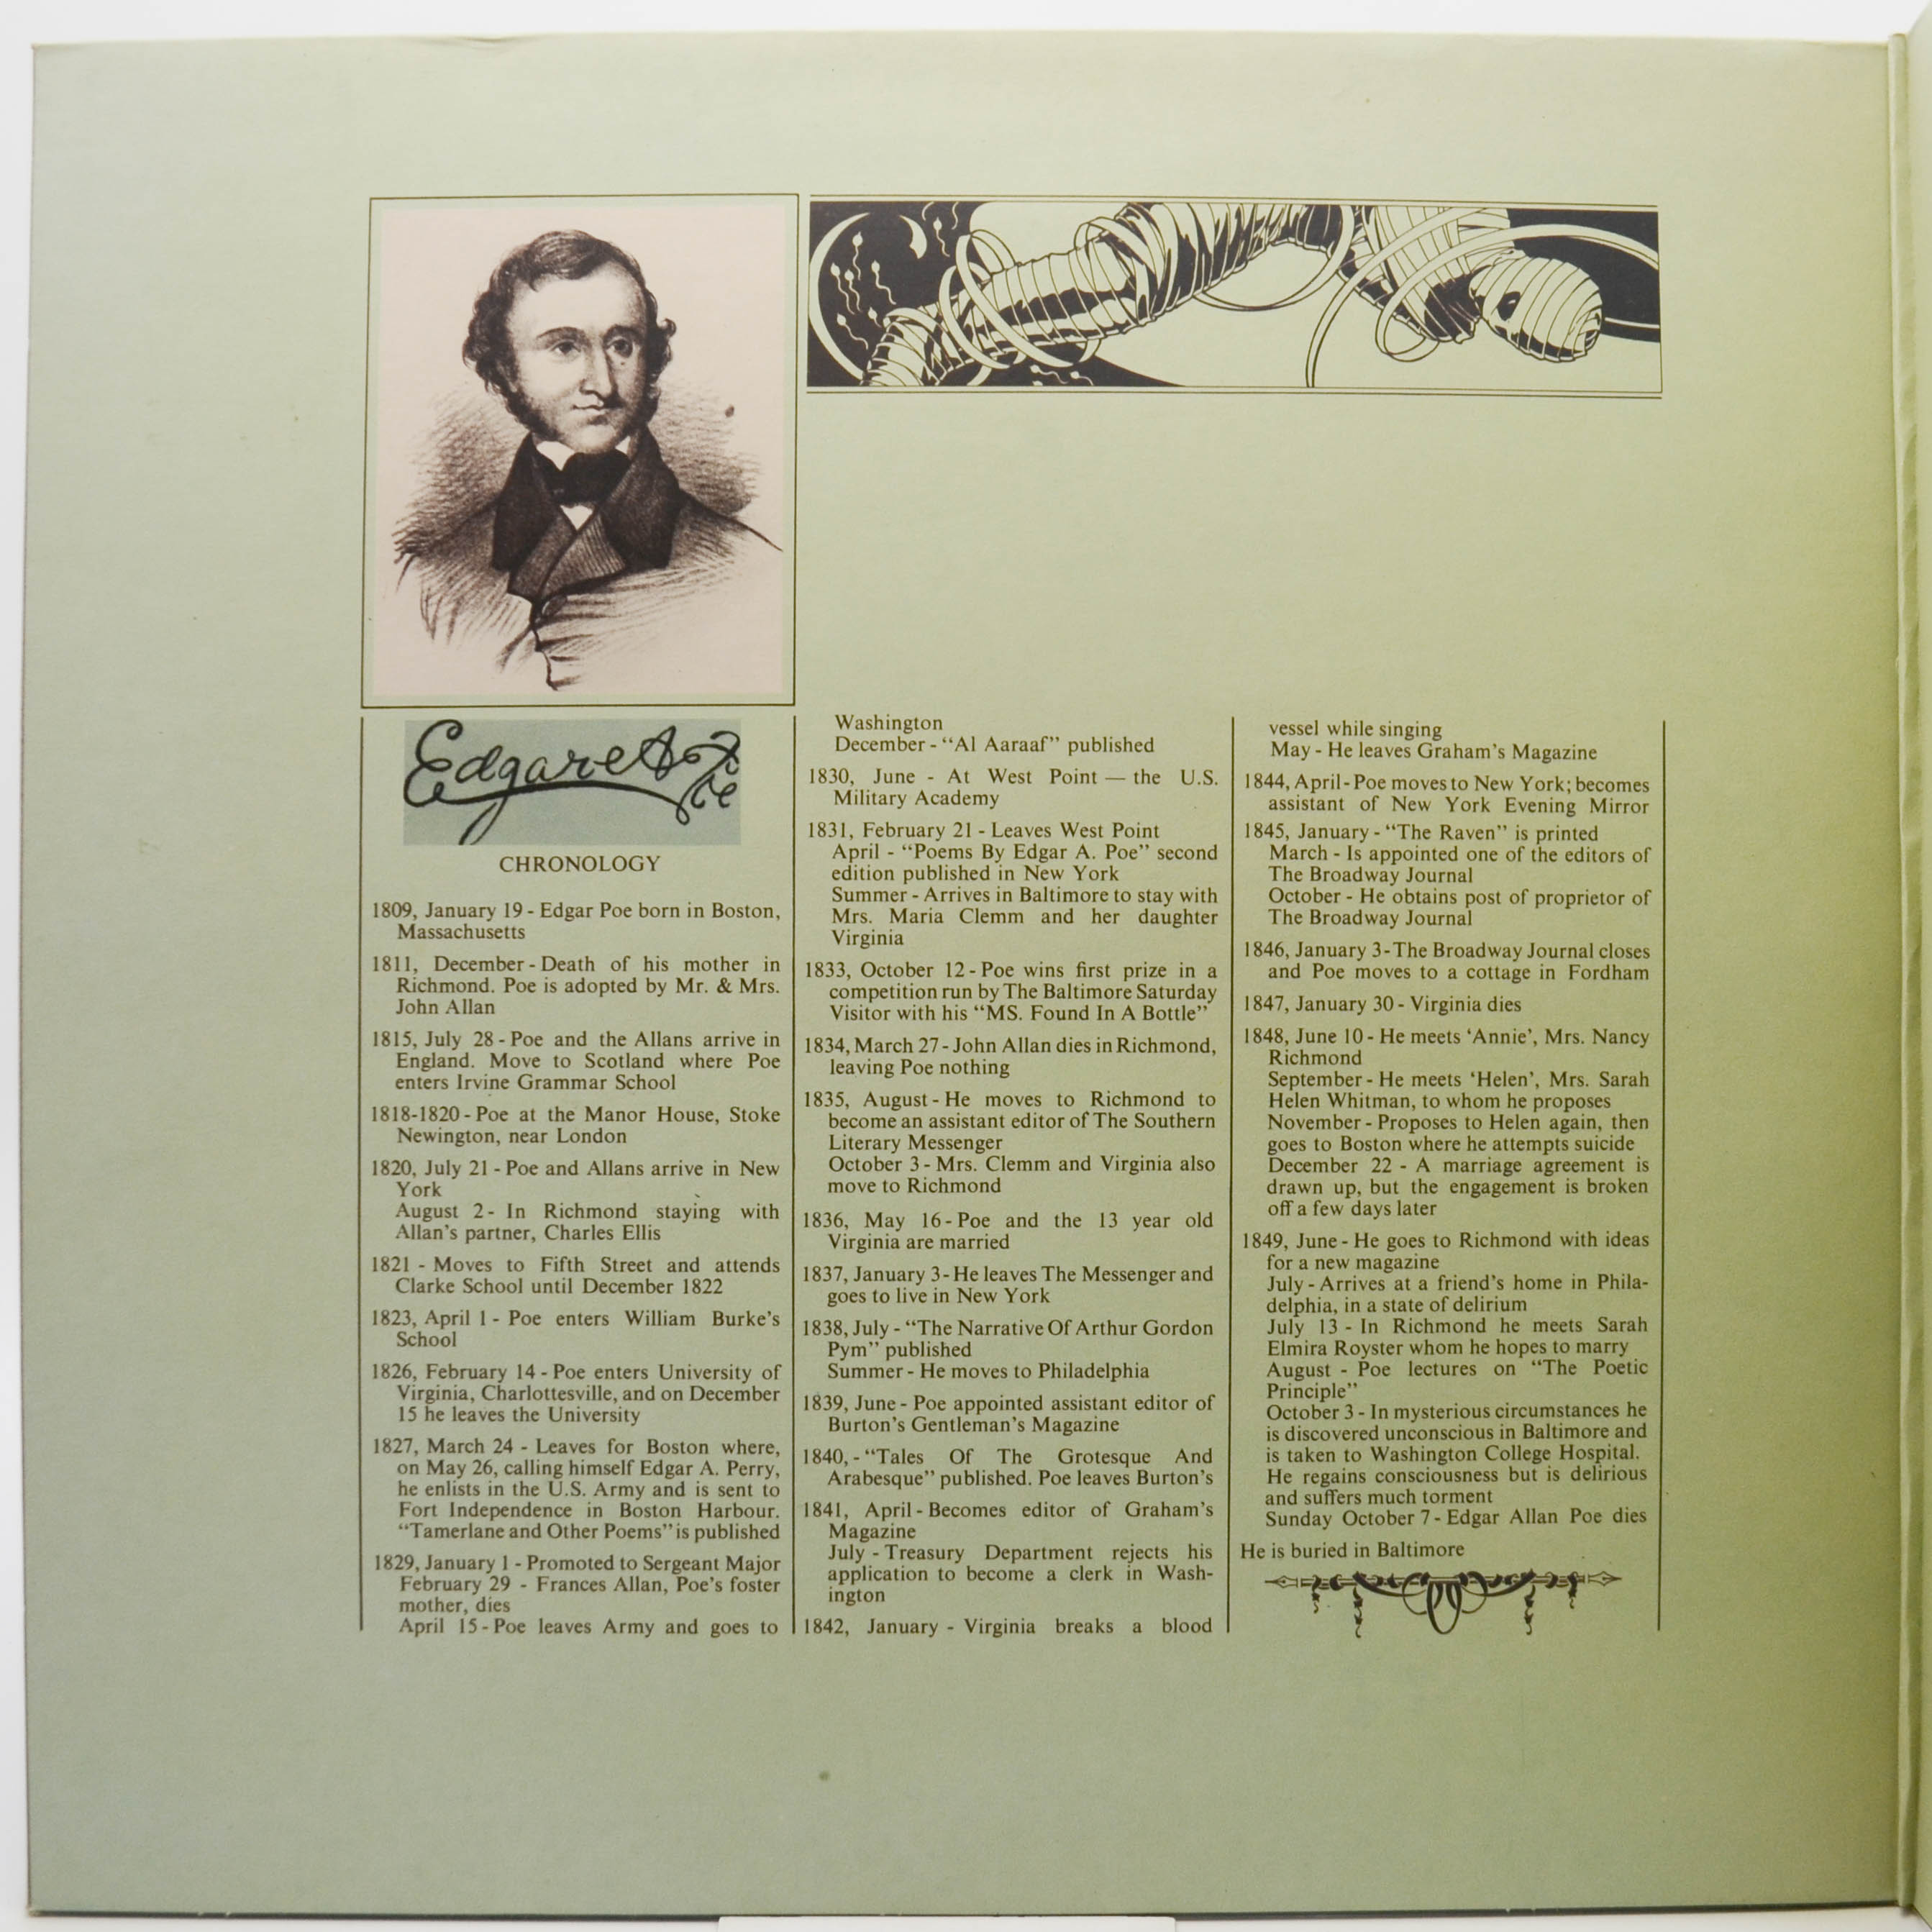 Edgar A Poe
CHRONOLOGY
1809, January 19 - Edgar Poe born in Boston,
Massachusetts
1811, December - Death of his mother in
Richmond. Poe is adopted by Mr. & Mrs.
John Allan
1815, July 28 - Poe and the Allans arrive in
England. Move to Scotland where Poe
enters Irvine Grammar School
1818-1820 - Poe at the Manor House, Stoke
Newington, near London
1820, July 21 - Poe and Allans arrive in New
York
August 2 - In Richmond staying with
Allan's partner, Charles Ellis
1821 - Moves to Fifth Street and attends
Clarke School until December 1822
1823, April 1 - Poe enters William Burke's
School
1826, February 14 - Poe enters University of
Virginia, Charlottesville, and on December
15 he leaves the University
1827, March 24 - Leaves for Boston where,
on May 26, calling himself Edgar A. Perry,
he enlists in the U.S. Army and is sent to
Fort Independence in Boston Harbour.
"Tamerlane and Other Poems" is published
1829, January 1 - Promoted to Sergeant Major
February 29 - Frances Allan, Poe's foster
mother, dies
April 15 - Poe leaves Army and goes to
Washington
December - "Al Aaraaf" published
1830, June - At West Point — the U.S.
Military Academy
1831, February 21 - Leaves West Point
April - "Poems By Edgar A. Poe" second
edition published in New York
Summer - Arrives in Baltimore to stay with
Mrs. Maria Clemm and her daughter
Virginia
1833, October 12 - Poe wins first prize in a
competition run by The Baltimore Saturday
Visitor with his "MS. Found In A Bottle"
1834, March 27 - John Allan dies in Richmond,
leaving Poe nothing
1835, August - He moves to Richmond to
become an assistant editor of The Southern
Literary Messenger
October 3 - Mrs. Clemm and Virginia also
move to Richmond
1836, May 16 - Poe and the 13 year old
Virginia are married
1837, January 3 - He leaves The Messenger and
goes to live in New York
1838, July - "The Narrative Of Arthur Gordon
Pym" published
Summer - He moves to Philadelphia
1839, June - Poe appointed assistant editor of
Burton's Gentleman's Magazine
1840, - "Tales Of The Grotesque And
Arabesque" published. Poe leaves Burton's
1841, April - Becomes editor of Graham's
Magazine
July - Treasury Department rejects his
application to become a clerk in Wash-
ington
1842, January - Virginia breaks a blood
vessel while singing
May - He leaves Graham's Magazine
1844, April - Poe moves to New York; becomes
assistant of New York Evening Mirror
1845, January - "The Raven" is printed
March - Is appointed one of the editors of
The Broadway Journal
October - He obtains post of proprietor of
The Broadway Journal
1846, January 3 - The Broadway Journal closes
and Poe moves to a cottage in Fordham
1847, January 30 - Virginia dies
1848, June 10 - He meets 'Annie', Mrs. Nancy
Richmond
September - He meets 'Helen', Mrs. Sarah
Helen Whitman, to whom he proposes
November - Proposes to Helen again, then
goes to Boston where he attempts suicide
December 22 - A marriage agreement is
drawn up, but the engagement is broken
off a few days later
1849, June - He goes to Richmond with ideas
for a new magazine
July - Arrives at a friend's home in Phila-
delphia, in a state of delirium
July 13 - In Richmond he meets Sarah
Elmira Royster whom he hopes to marry
August - Poe lectures on "The Poetic
Principle"
October 3 - In mysterious circumstances he
is discovered unconscious in Baltimore and
is taken to Washington College Hospital.
He regains consciousness but is delirious
and suffers much torment
Sunday October 7 - Edgar Allan Poe dies
He is buried in Baltimore